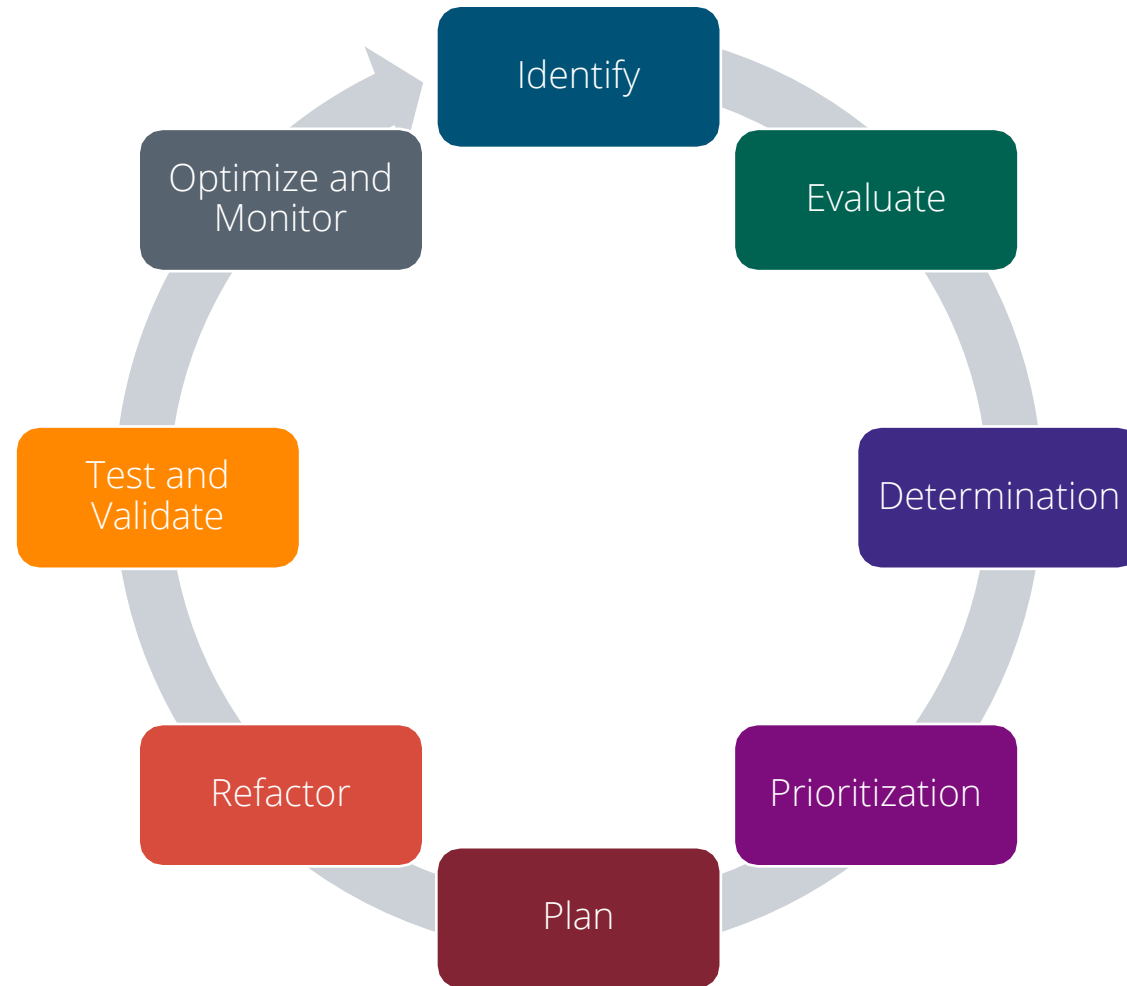 Identify
Evaluate
Determination
Prioritization
Plan
Refactor
Test and
Validate
Optimize and
Monitor